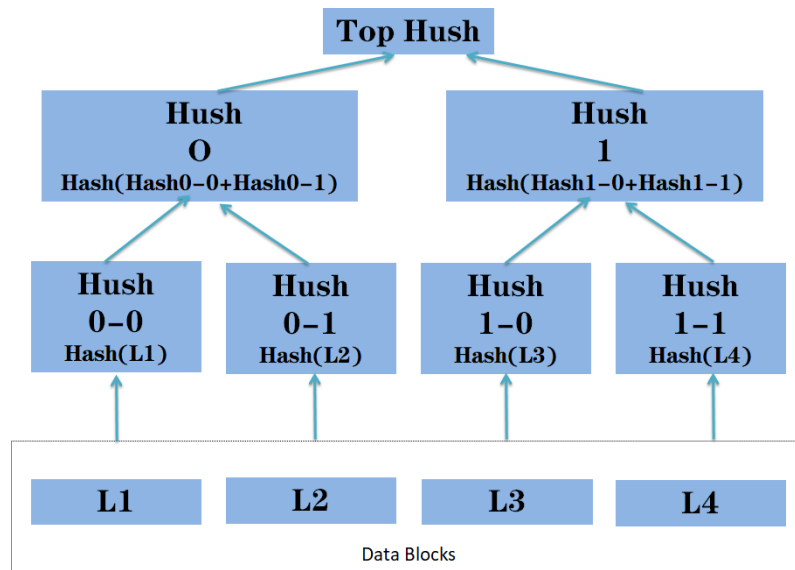 Top Hush
Hush
0
Hash(Hash0-0+Hash0-1)
Hush
1
Hash(Hash1-0+Hash1-1)
Hush
0-0
Hash(L1)
Hush
0-1
Hash(L2)
Hush
1-0
Hash(L3)
Hush
1-1
Hash(L4)
L1
L2
L3
L4
Data Blocks